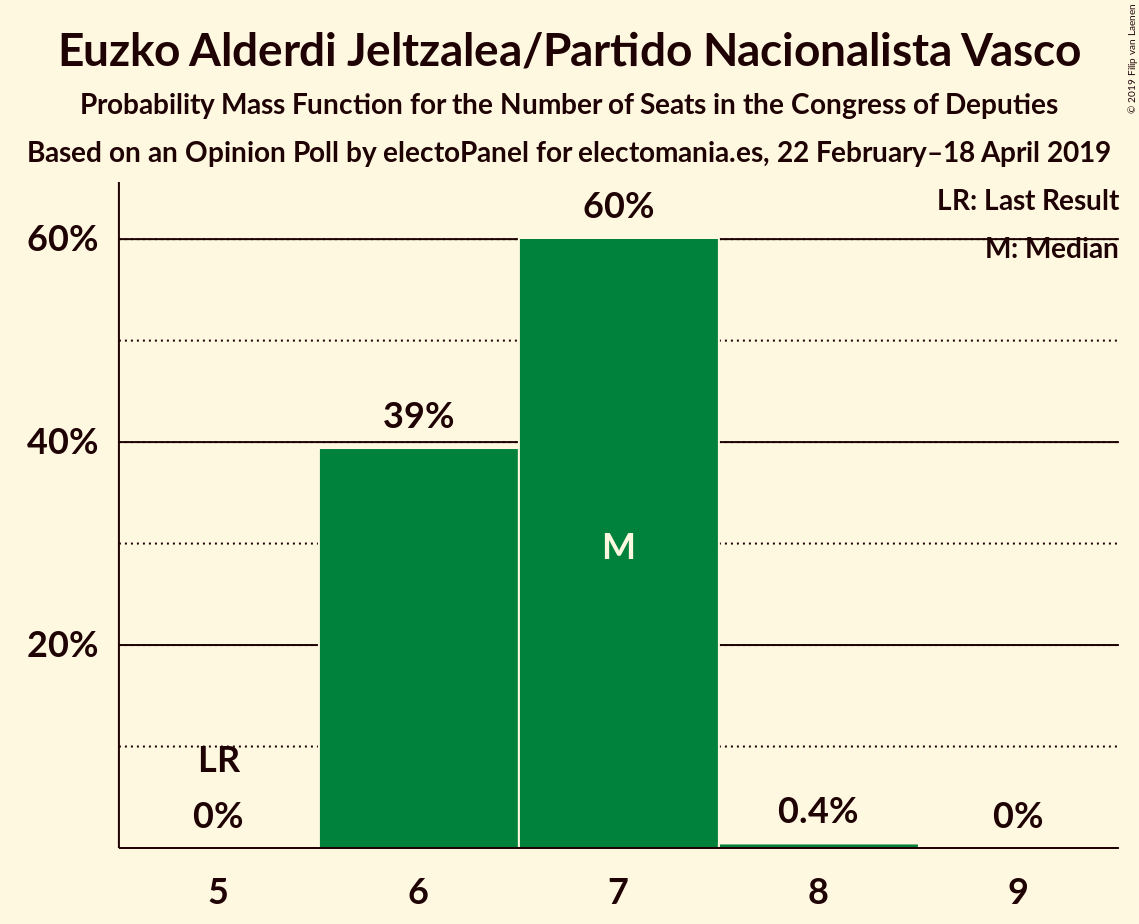 Euzko Alderdi Jeltzalea/Partido Nacionalista Vasco
Probability Mass Function for the Number of Seats in the Congress of Deputies
Based on an Opinion Poll by electoPanel for electomania.es, 22 February–18 April 2019
© 2019 Filip van Laenen
LR: Last Result
M: Median
60%
40%
20%
LR
0%
39%
60%
M
0.4%
0%
5
6
7
8
9